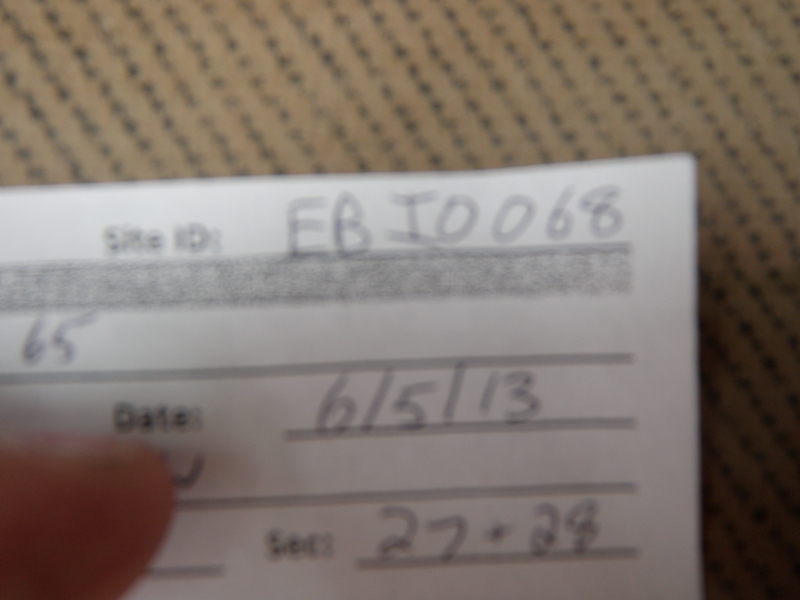 Site ID: EBI0068
65
Date: 6/5/13
Sec: 27 + 28